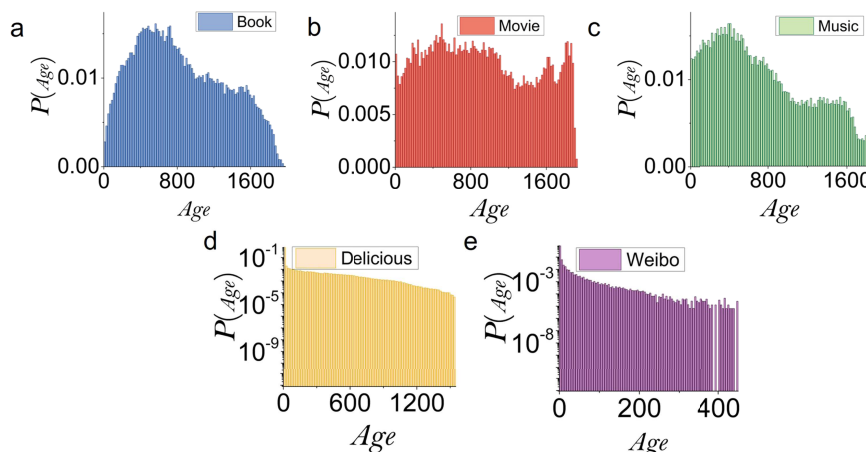 a
Book
P(Age)
0.01
0.00
0
800
1600
Age
b
Movie
P(Age)
0.010
0.005
0.000
0
800
1600
Age
c
Music
P(Age)
0.01
0.00
0
800
1600
Age
d
Delicious
P(Age)
10-1
10-5
10-9
0
600
1200
Age
e
Weibo
P(Age)
10-3
10-8
0
200
400
Age